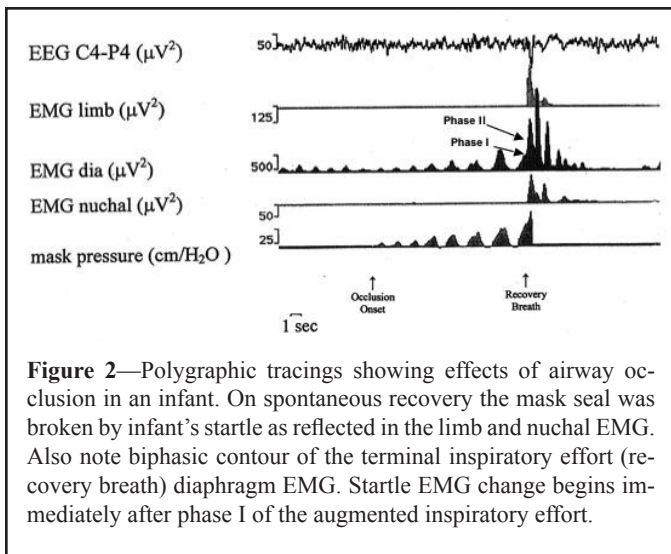 EEG C4-P4 (μV²)
50
EMG limb (μV²)
125
Phase II
Phase I
EMG dia (μV²)
500
EMG nuchal (μV²)
50
25
mask pressure (cm/H₂O )
↑ ↑
Occlusion Onset
Recovery Breath
1 sec
Figure 2—Polygraphic tracings showing effects of airway oc-
clusion in an infant. On spontaneous recovery the mask seal was
broken by infant's startle as reflected in the limb and nuchal EMG.
Also note biphasic contour of the terminal inspiratory effort (re-
covery breath) diaphragm EMG. Startle EMG change begins im-
mediately after phase I of the augmented inspiratory effort.